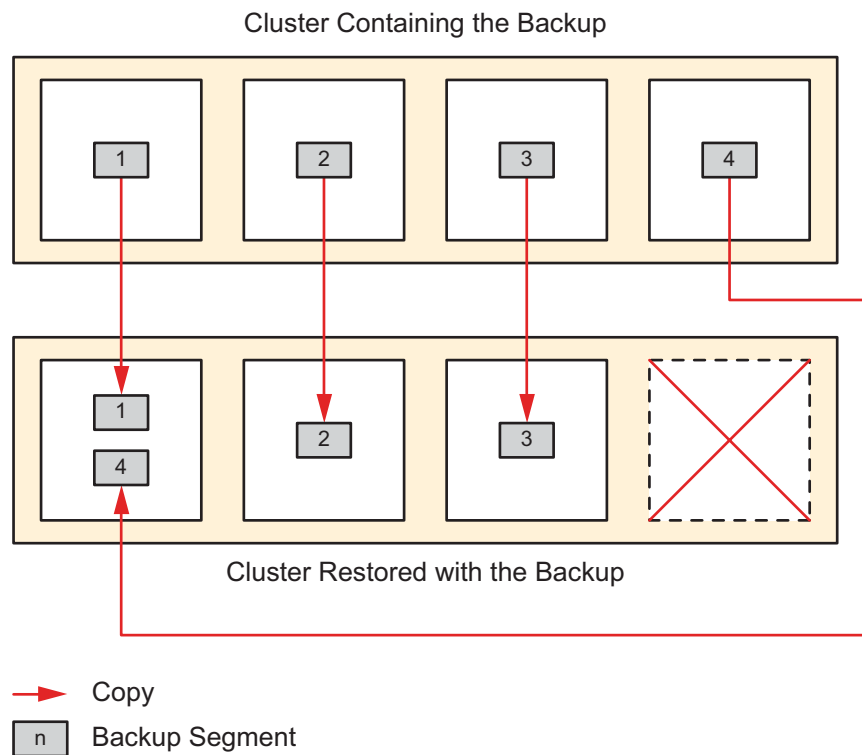 Cluster Containing the Backup
1
2
3
4
1
4
2
3
Cluster Restored with the Backup
Copy
n
Backup Segment